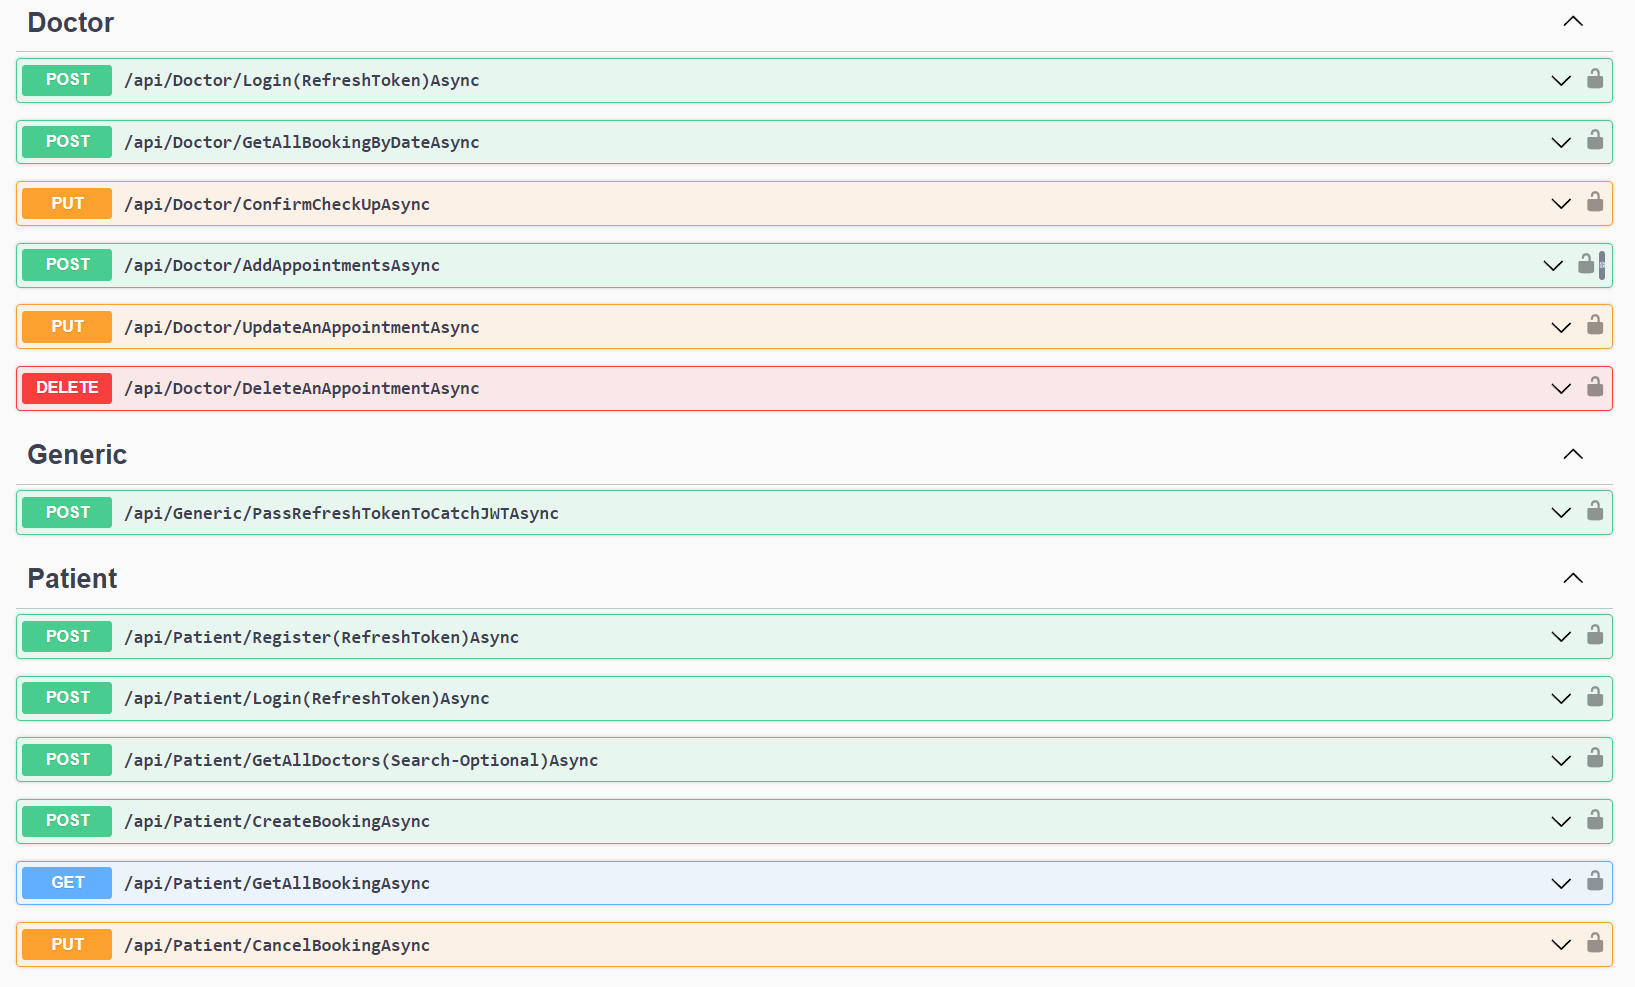 Doctor
POST /api/Doctor/Login(RefreshToken)Async
POST /api/Doctor/GetAllBookingByDateAsync
PUT /api/Doctor/ConfirmCheckUpAsync
POST /api/Doctor/AddAppointmentsAsync
PUT /api/Doctor/UpdateAnAppointmentAsync
DELETE /api/Doctor/DeleteAnAppointmentAsync
Generic
POST /api/Generic/PassRefreshTokenToCatchJWTAsync
Patient
POST /api/Patient/Register(RefreshToken)Async
POST /api/Patient/Login(RefreshToken)Async
POST /api/Patient/GetAllDoctors(Search-Optional)Async
POST /api/Patient/CreateBookingAsync
GET /api/Patient/GetAllBookingAsync
PUT /api/Patient/CancelBookingAsync